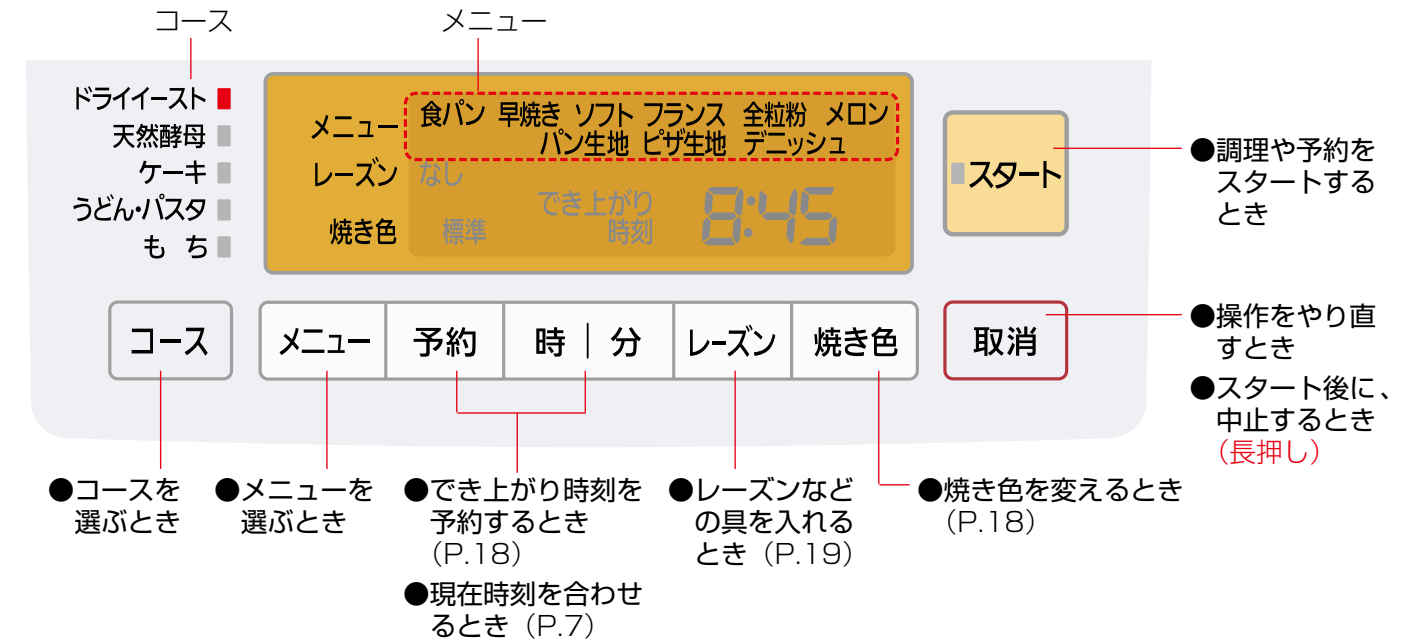 コース
メニュー
ドライイースト
天然酵母
ケーキ
うどん・パスタ
も ち
メニュー
食パン 早焼き ソフト フランス 全粒粉 メロン
パン生地 ピザ生地 デニッシュ
レーズン なし
焼き色 標準
でき上がり
時刻
8:45
スタート
●調理や予約を
スタートする
とき
コース
メニュー
予約
時｜分
レーズン
焼き色
取消
●操作をやり直
すとき
●スタート後に、
中止するとき
（長押し）
●コースを
選ぶとき
●メニューを
選ぶとき
●でき上がり時刻を
予約するとき
（P.18）
●現在時刻を合わせ
るとき（P.7）
●レーズンなど
の具を入れる
とき（P.19）
●焼き色を変えるとき
（P.18）